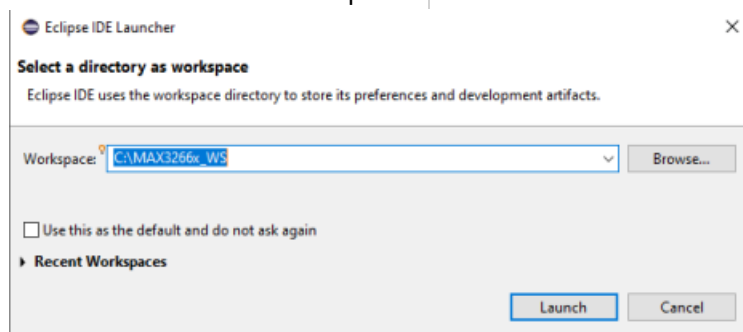 Eclipse IDE Launcher
Select a directory as workspace
Eclipse IDE uses the workspace directory to store its preferences and development artifacts.
Workspace: C:\MAX3266x_WS Browse...
Use this as the default and do not ask again
Recent Workspaces
Launch Cancel